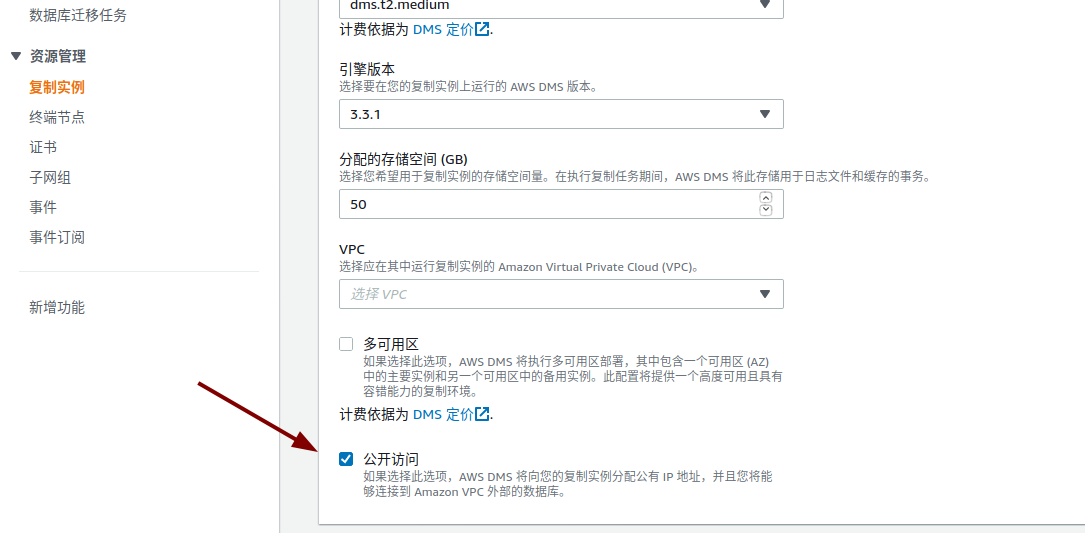 数据库迁移任务
资源管理
复制实例
终端节点
证书
子网组
事件
事件订阅
新增功能
dms.t2.medium
计费依据为 DMS 定价.
引擎版本
选择要在您的复制实例上运行的 AWS DMS 版本。
3.3.1
分配的存储空间 (GB)
选择您希望用于复制实例的存储空间量。在执行复制任务期间，AWS DMS 将此存储用于日志文件和缓存的事务。
50
VPC
选择应在其中运行复制实例的 Amazon Virtual Private Cloud (VPC)。
选择 VPC
多可用区
如果选择此选项，AWS DMS 将执行多可用区部署，其中包含一个可用区 (AZ)
中的主要实例和另一个可用区中的备用实例。此配置将提供一个高度可用且具有
容错能力的复制环境。
计费依据为 DMS 定价.
公开访问
如果选择此选项，AWS DMS 将向您的复制实例分配公有 IP 地址，并且您将能
够连接到 Amazon VPC 外部的数据库。